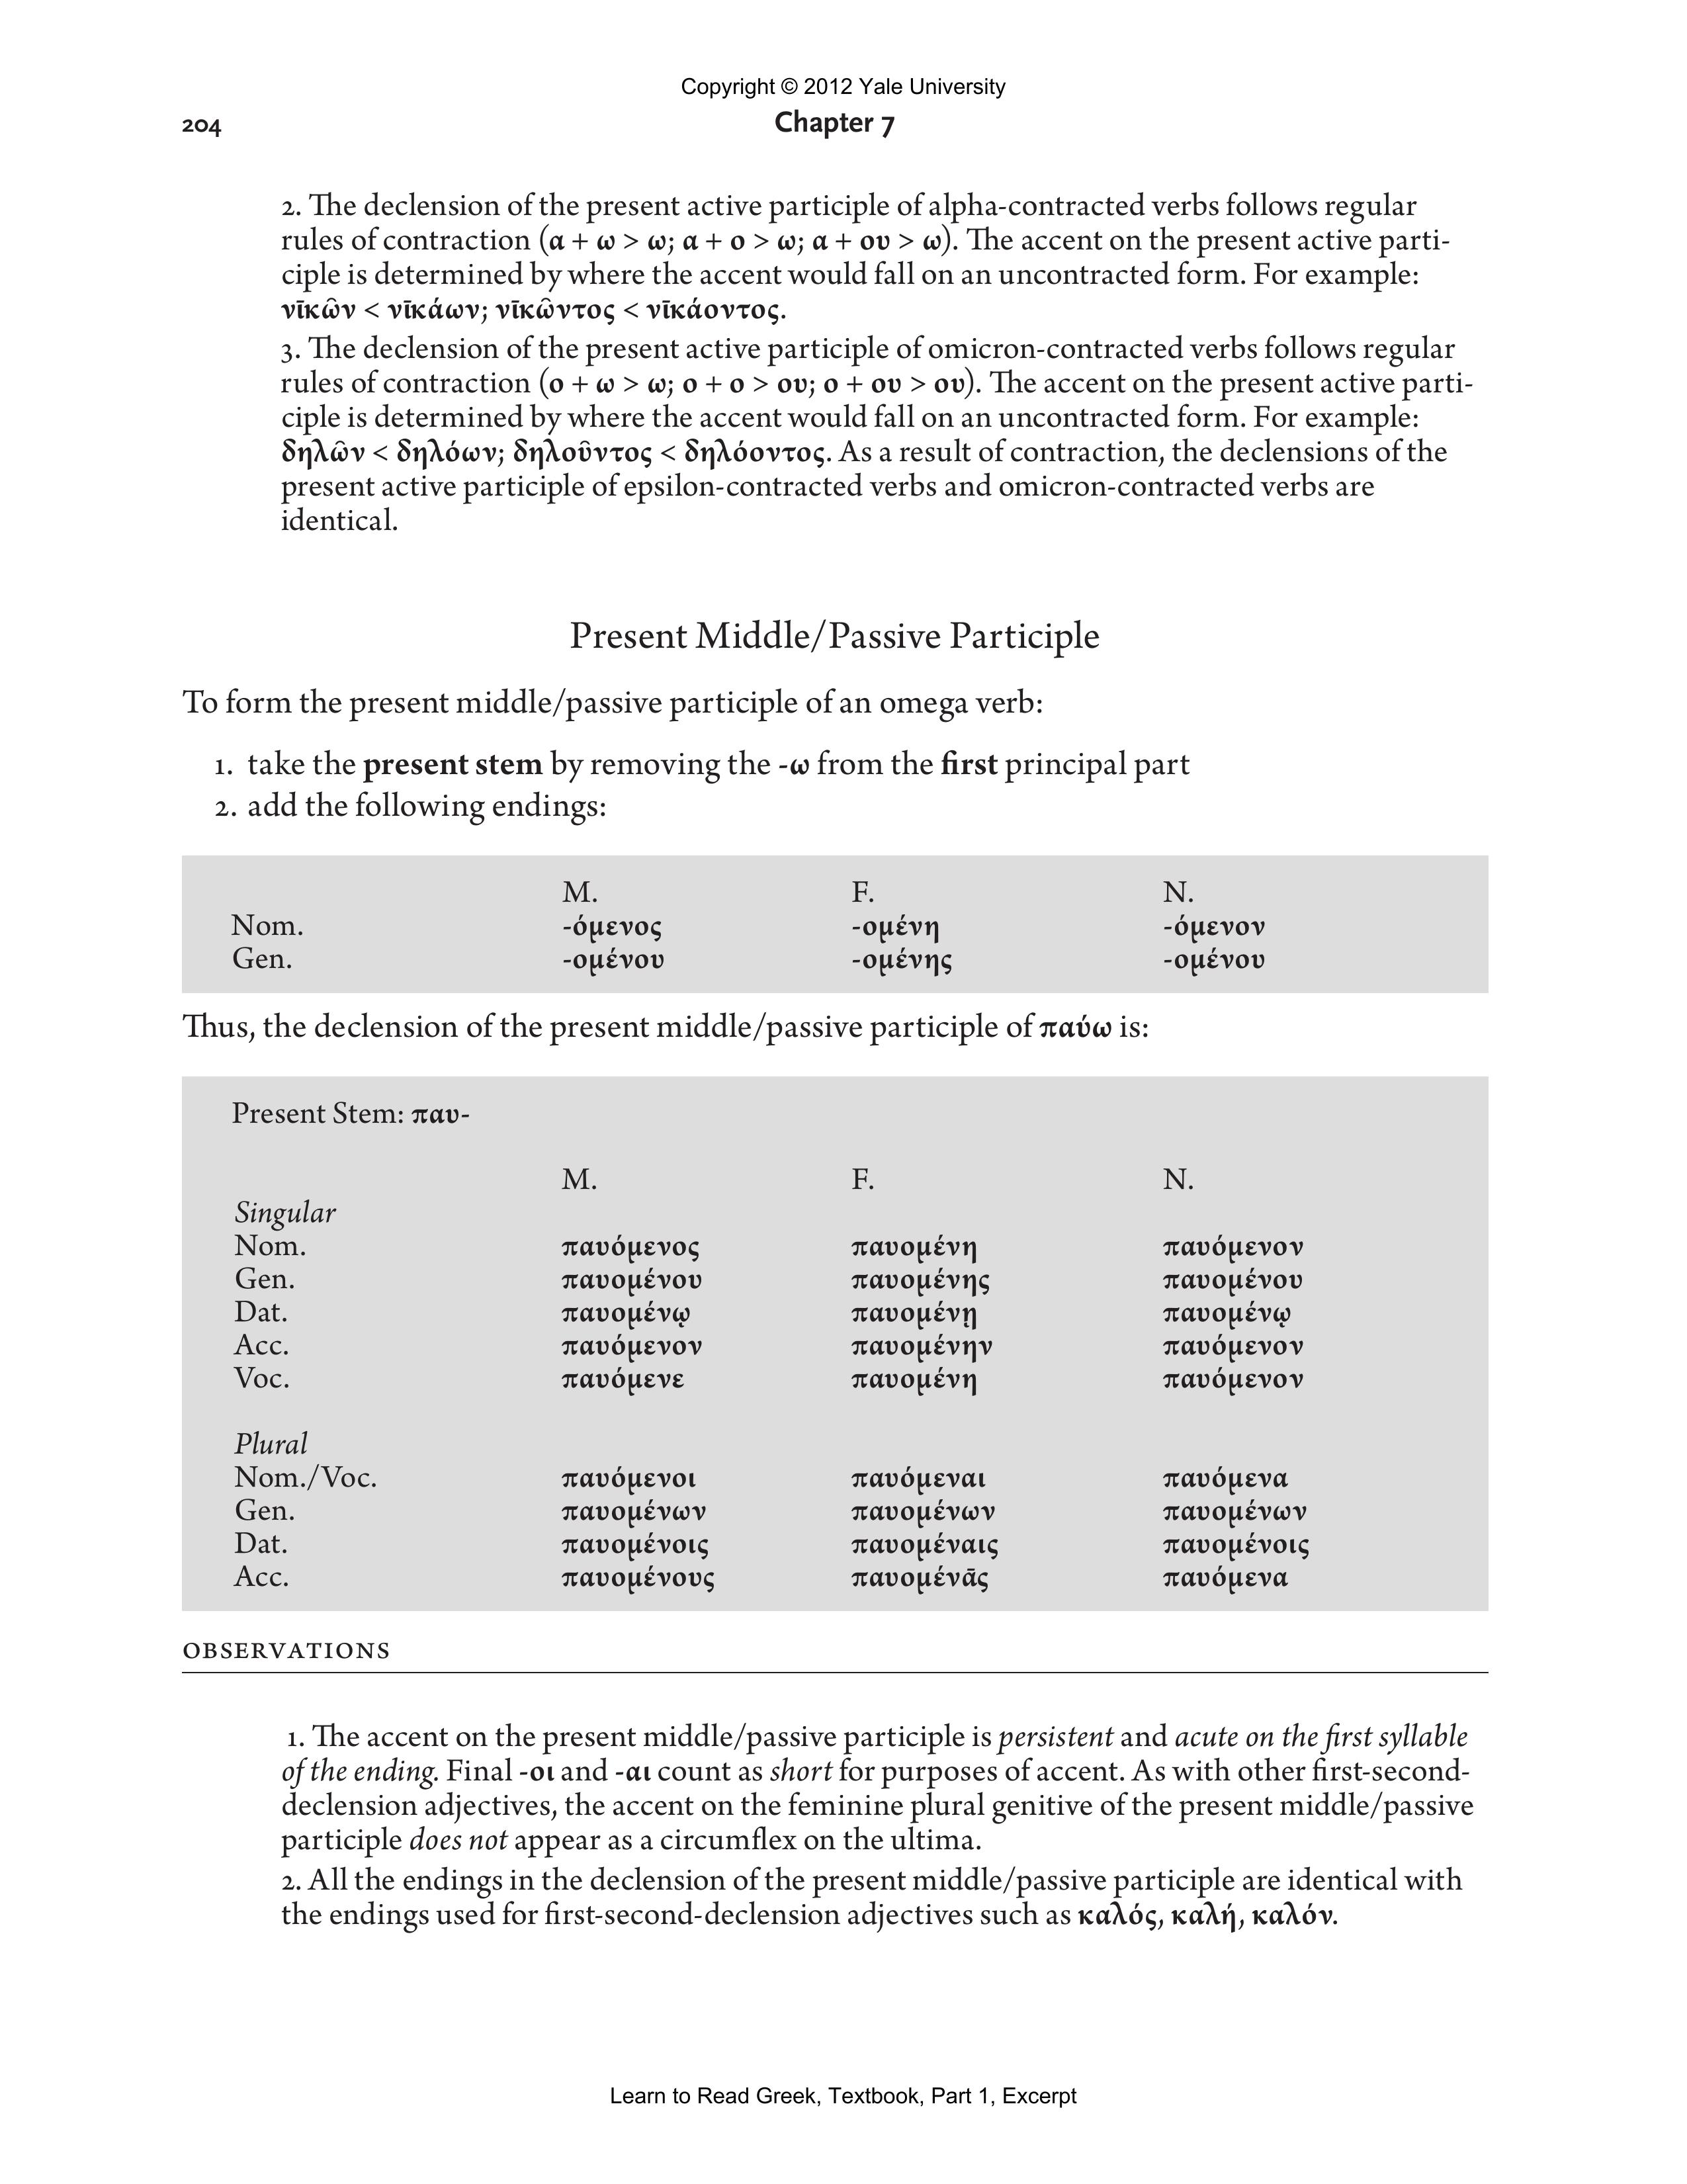 Copyright © 2012 Yale University
204 Chapter 7
2. The declension of the present active participle of alpha-contracted verbs follows regular
rules of contraction (α + ω > ω; α + ο > ω; α + ου > ω). The accent on the present active parti-
ciple is determined by where the accent would fall on an uncontracted form. For example:
νῑκῶν < νῑκάων; νῑκῶντος < νῑκάοντος.
3. The declension of the present active participle of omicron-contracted verbs follows regular
rules of contraction (ο + ω > ω; ο + ο > ου; ο + ου > ου). The accent on the present active parti-
ciple is determined by where the accent would fall on an uncontracted form. For example:
δηλῶν < δηλόων; δηλοῦντος < δηλόοντος. As a result of contraction, the declensions of the
present active participle of epsilon-contracted verbs and omicron-contracted verbs are
identical.
Present Middle/Passive Participle
To form the present middle/passive participle of an omega verb:
1. take the present stem by removing the -ω from the first principal part
2. add the following endings:
M. F. N.
Nom. -όμενος -ομένη -όμενον
Gen. -ομένου -ομένης -ομένου
Thus, the declension of the present middle/passive participle of παύω is:
Present Stem: παυ-
M. F. N.
Singular
Nom. παυόμενος παυομένη παυόμενον
Gen. παυομένου παυομένης παυομένου
Dat. παυομένῳ παυομένῃ παυομένῳ
Acc. παυόμενον παυομένην παυόμενον
Voc. παυόμενε παυομένη παυόμενον
Plural
Nom./Voc. παυόμενοι παυόμεναι παυόμενα
Gen. παυομένων παυομένων παυομένων
Dat. παυομένοις παυομέναις παυομένοις
Acc. παυομένους παυομένᾱς παυόμενα
OBSERVATIONS
1. The accent on the present middle/passive participle is persistent and acute on the first syllable
of the ending. Final -οι and -αι count as short for purposes of accent. As with other first-second-
declension adjectives, the accent on the feminine plural genitive of the present middle/passive
participle does not appear as a circumflex on the ultima.
2. All the endings in the declension of the present middle/passive participle are identical with
the endings used for first-second-declension adjectives such as καλός, καλή, καλόν.
Learn to Read Greek, Textbook, Part 1, Excerpt